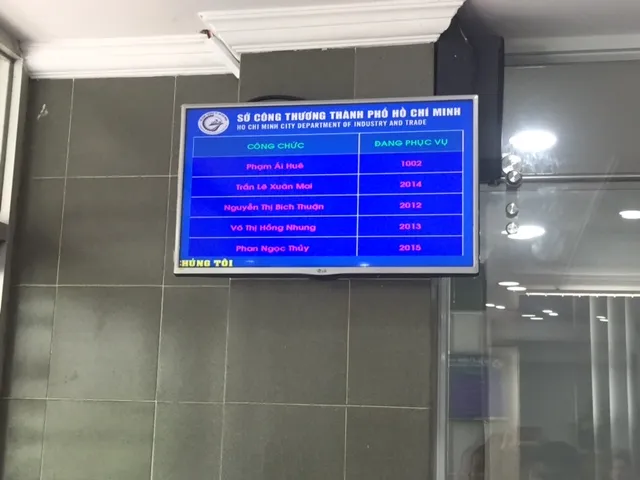 SỞ CÔNG THƯƠNG THÀNH PHỐ HỒ CHÍ MINH
HO CHI MINH CITY DEPARTMENT OF INDUSTRY AND TRADE
CÔNG CHỨC ĐANG PHỤC VỤ
Phạm Ái Huê 1002
Trần Lê Xuân Mai 2014
Nguyễn Thị Bích Thuận 2012
Võ Thị Hồng Nhung 2013
Phan Ngọc Thủy 2015
CHÚNG TÔI
LG